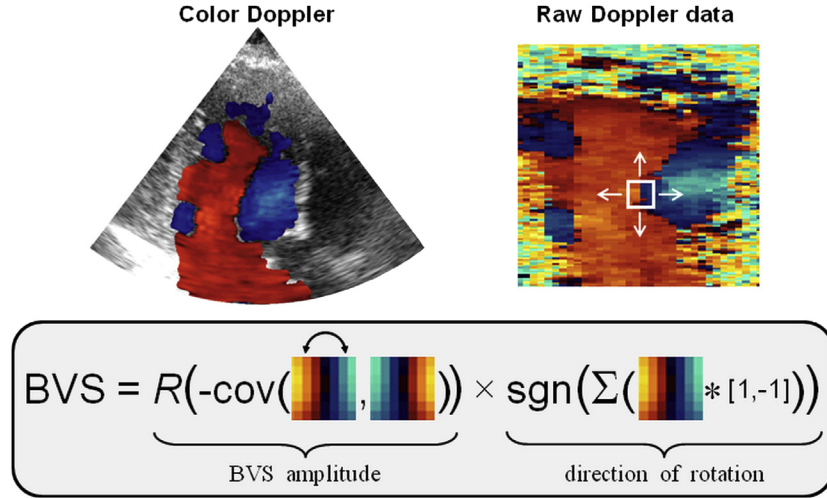 Color Doppler
Raw Doppler data
BVS = R(-cov( , )) × sgn(Σ( * [1,-1]))
BVS amplitude
direction of rotation